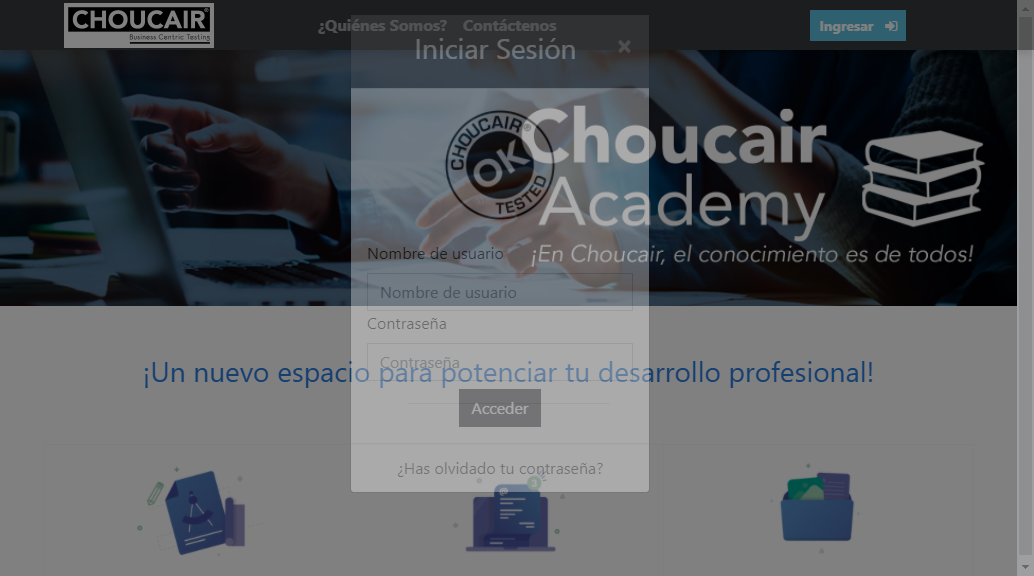 CHOUCAIR®
Business Centric Testing
¿Quiénes Somos?
Contáctenos
Ingresar
Iniciar Sesión
×
CHOUCAIR®
OK
TESTED
Choucair
Academy
¡En Choucair, el conocimiento es de todos!
Nombre de usuario
Nombre de usuario
Contraseña
Contraseña
¡Un nuevo espacio para potenciar tu desarrollo profesional!
Acceder
¿Has olvidado tu contraseña?
3